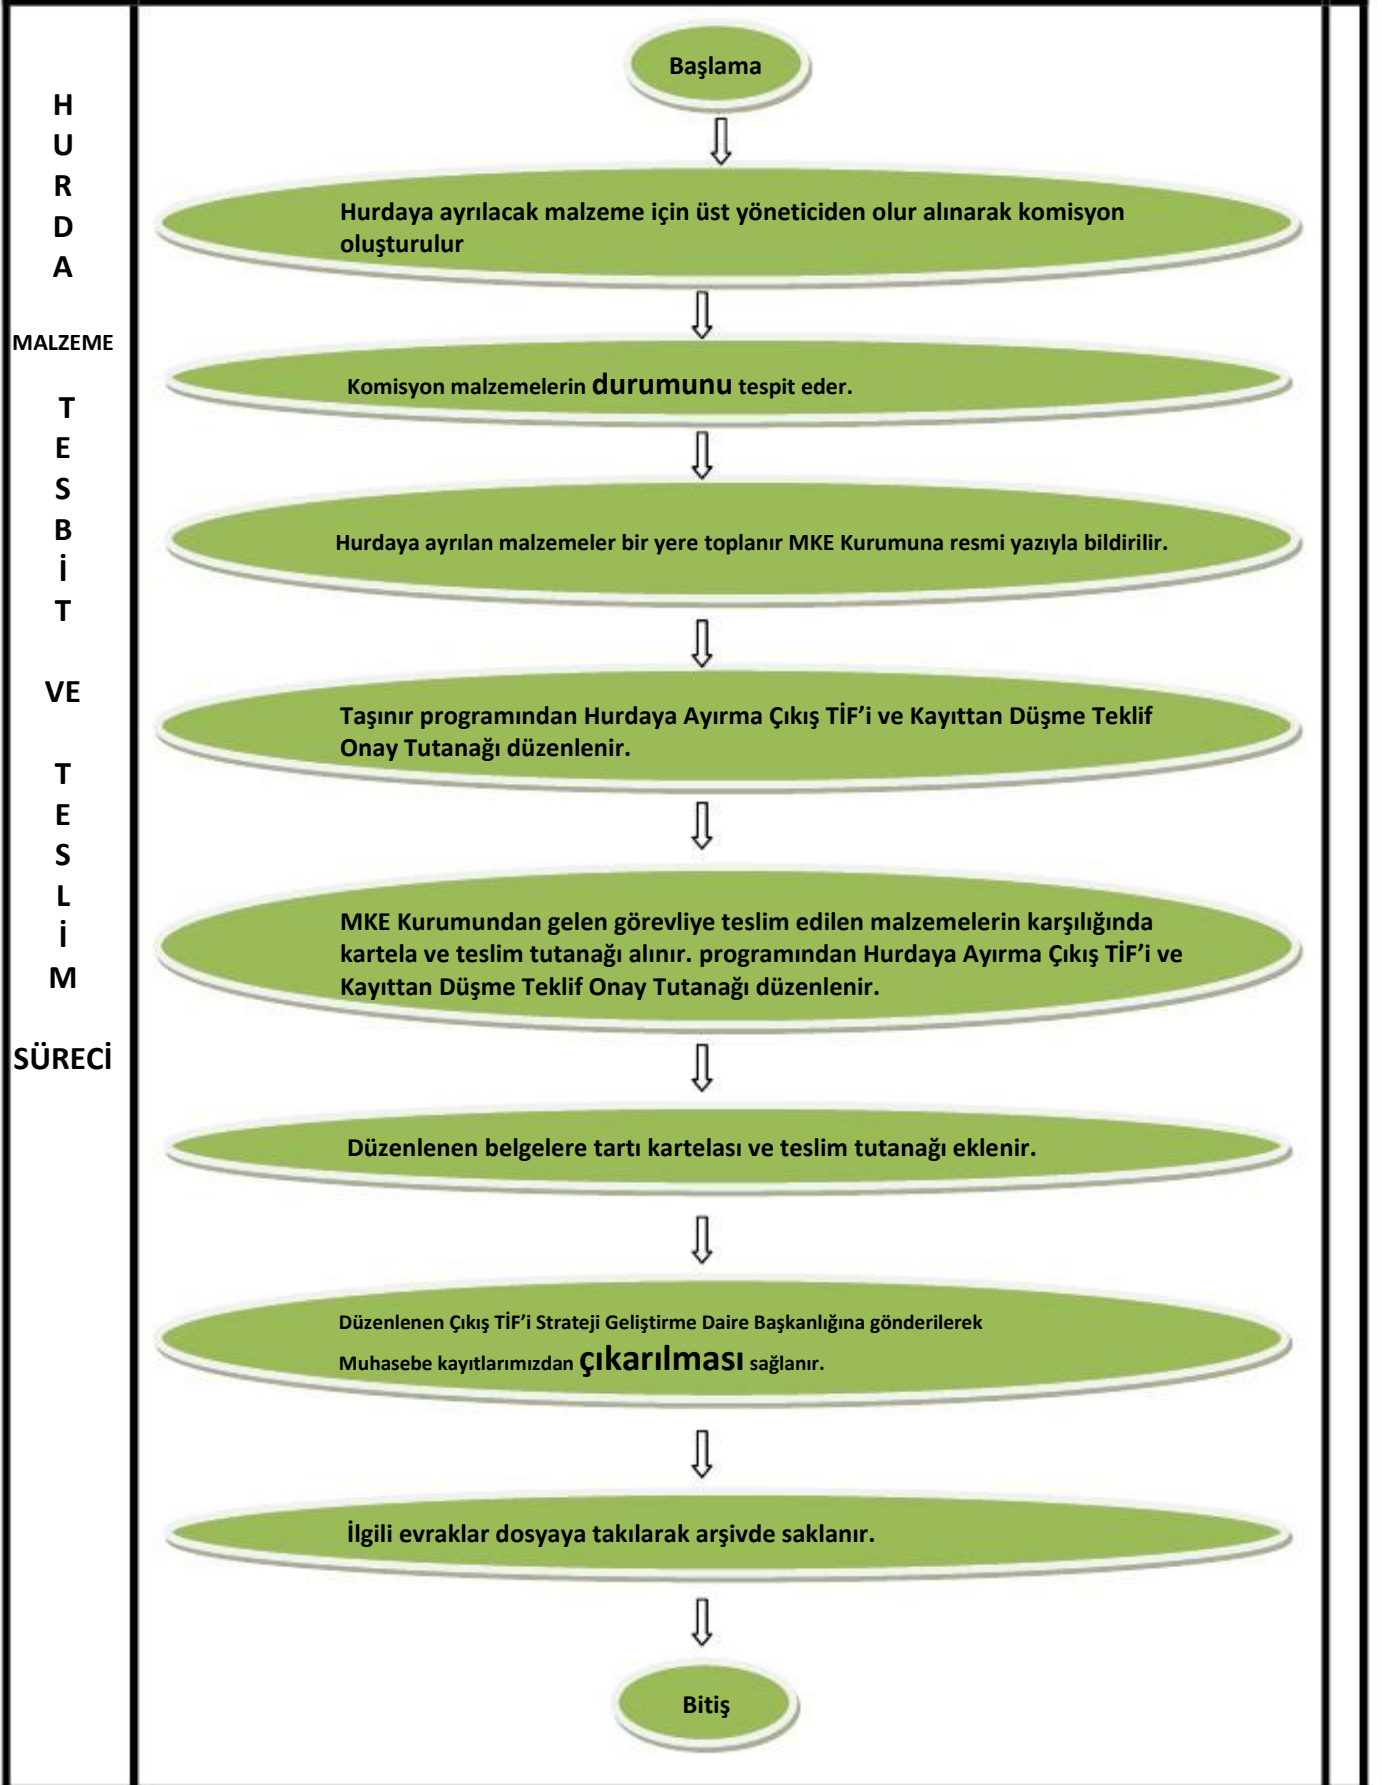 H
U
R
D
A
MALZEME
T
E
S
B
İ
T
VE
T
E
S
L
İ
M
SÜRECİ
Başlama
Hurdaya ayrılacak malzeme için üst yöneticiden olur alınarak komisyon
oluşturulur
Komisyon malzemelerin durumunu tespit eder.
Hurdaya ayrılan malzemeler bir yere toplanır MKE Kurumuna resmi yazıyla bildirilir.
Taşınır programından Hurdaya Ayırma Çıkış TİF’i ve Kayıttan Düşme Teklif
Onay Tutanağı düzenlenir.
MKE Kurumundan gelen görevliye teslim edilen malzemelerin karşılığında
kartela ve teslim tutanağı alınır. programından Hurdaya Ayırma Çıkış TİF’i ve
Kayıttan Düşme Teklif Onay Tutanağı düzenlenir.
Düzenlenen belgelere tartı kartelası ve teslim tutanağı eklenir.
Düzenlenen Çıkış TİF’i Strateji Geliştirme Daire Başkanlığına gönderilerek
Muhasebe kayıtlarımızdan çıkarılması sağlanır.
İlgili evraklar dosyaya takılarak arşivde saklanır.
Bitiş